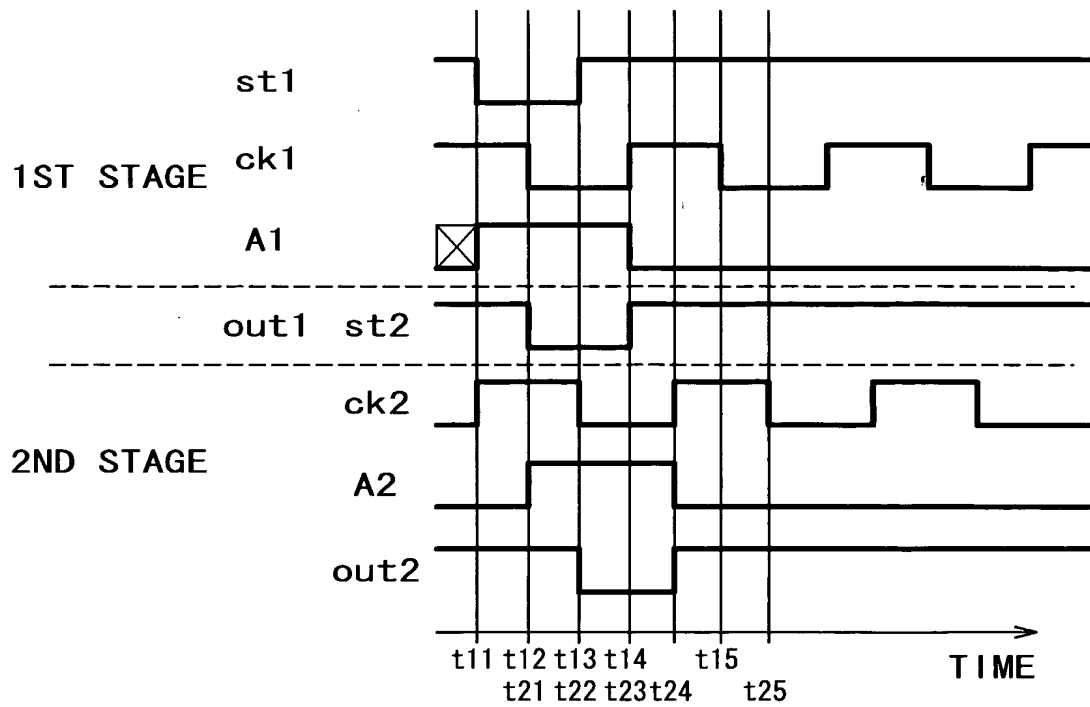 st1
1ST STAGE
ck1
A1
out1 st2
ck2
2ND STAGE
A2
out2
t11 t12 t13 t14 t15
TIME
t21 t22 t23 t24 t25